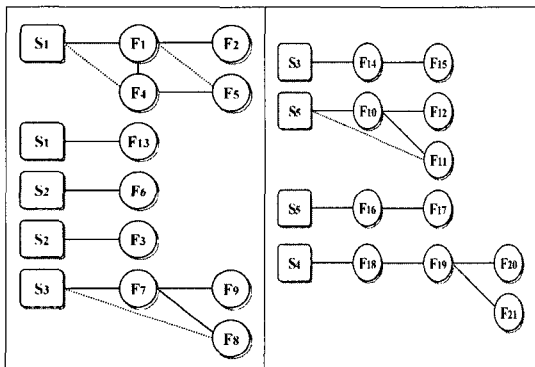 S1 F1 F2
F4 F5
S1 F13
S2 F6
S2 F3
S3 F7 F9
F8
S3 F14 F15
S5 F10 F12
F11
S5 F16 F17
S4 F18 F19 F20
F21